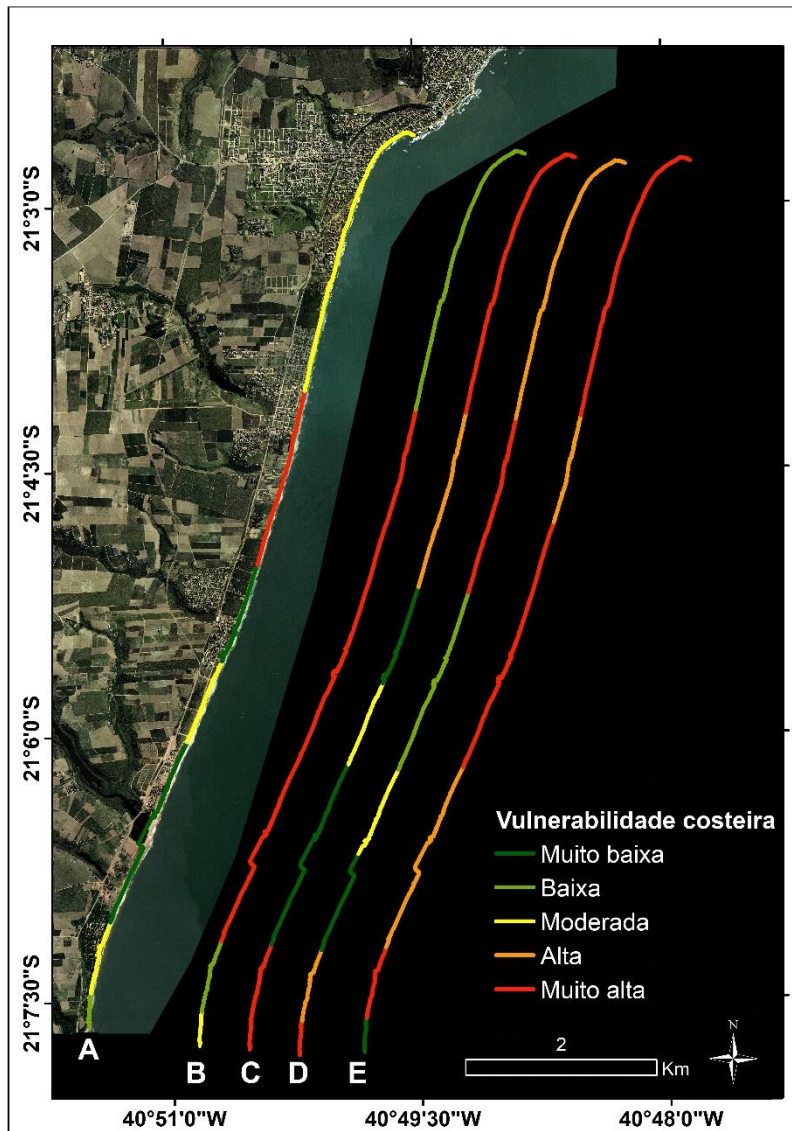 21°3'0"S
21°4'30"S
21°6'0"S
21°7'30"S
Vulnerabilidade costeira
Muito baixa
Baixa
Moderada
Alta
Muito alta
A
B
C
D
E
2
Km
N
40°51'0"W
40°49'30"W
40°48'0"W